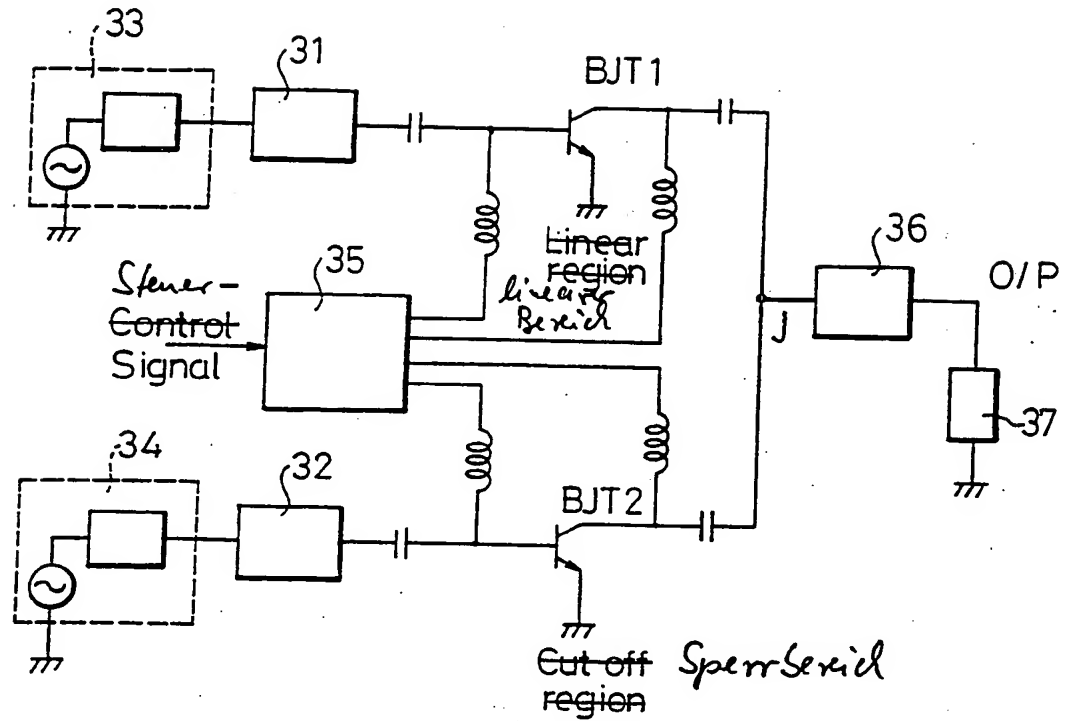 33
31
BJT1
Linear
region
linearer
Bereich
36
O/P
35
Steuer-
Control
Signal
J
37
34
32
BJT2
Cut off
region
Sperrbereich